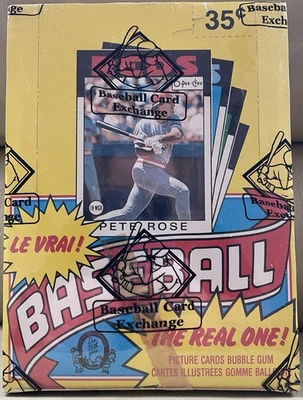 35¢
Baseball Card
Exchange
REDS
O-Pee-Chee
Baseball Card
Exchange
PETE ROSE
LE VRAI!
BASEBALL
Baseball Card
Exchange
THE REAL ONE!
PICTURE CARDS BUBBLE GUM
CARTES ILLUSTRÉES GOMME BALLOUNE